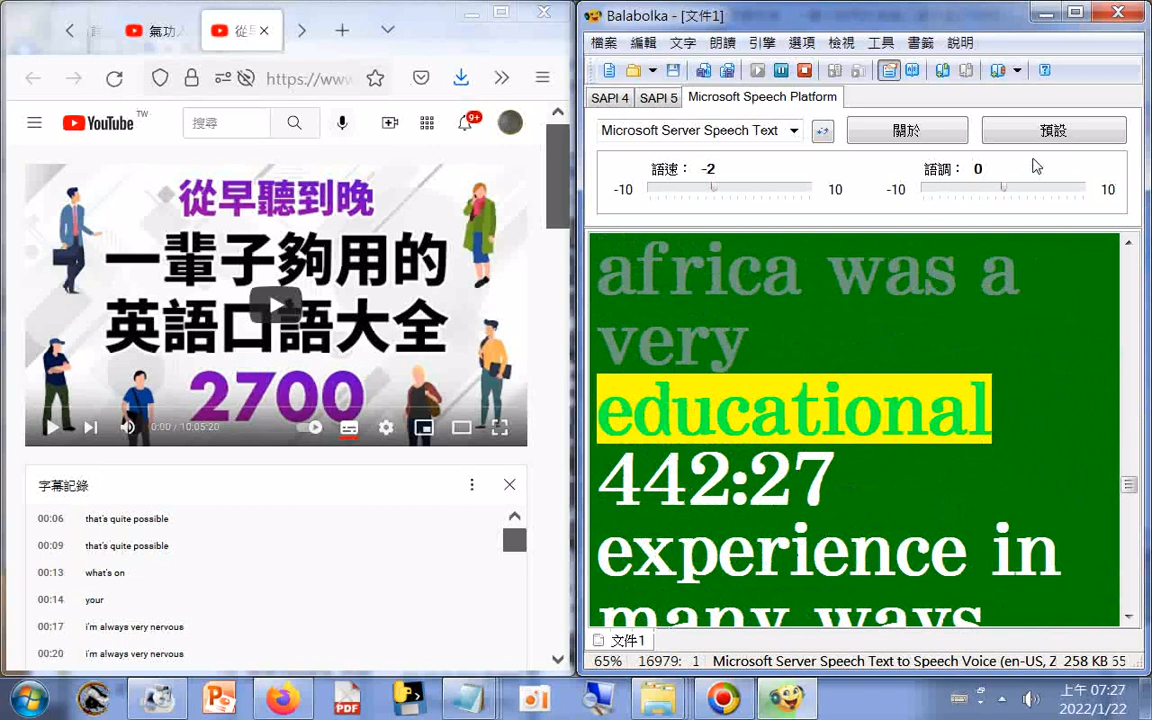 氣功
從
https://www
YouTube TW
搜尋
9+
從早聽到晚
一輩子夠用的
英語口語大全
2700
0:00 / 10:05:20
字幕記錄
00:06 that's quite possible
00:09 that's quite possible
00:13 what's on
00:14 your
00:17 i'm always very nervous
00:20 i'm always very nervous
Balabolka - [文件1]
檔案 編輯 文字 朗讀 引擎 選項 檢視 工具 書籤 說明
SAPI 4 SAPI 5 Microsoft Speech Platform
Microsoft Server Speech Text 關於 預設
語速： -2 語調： 0
-10 10 -10 10
africa was a
very
educational
442:27
experience in
many ways
文件1
65% 16979: 1 Microsoft Server Speech Text to Speech Voice (en-US, Z 258 KB 55
PDF
上午 07:27
2022/1/22